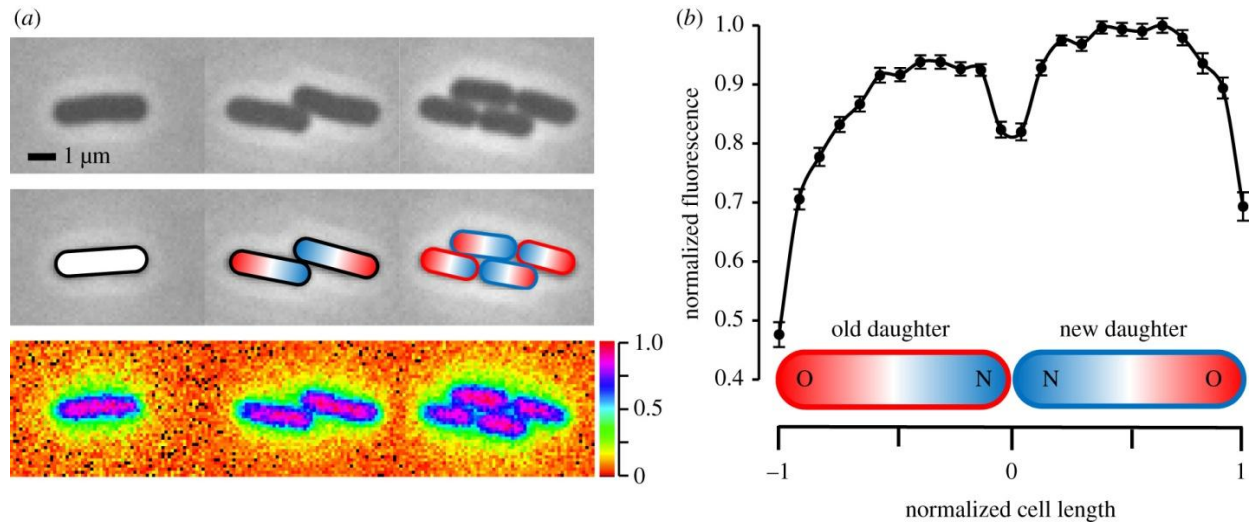 (a)
1 μm
1.0
0.5
0
(b)
normalized fluorescence
1.0
0.9
0.8
0.7
0.6
0.5
0.4
old daughter
new daughter
O
N
N
O
–1
0
1
normalized cell length